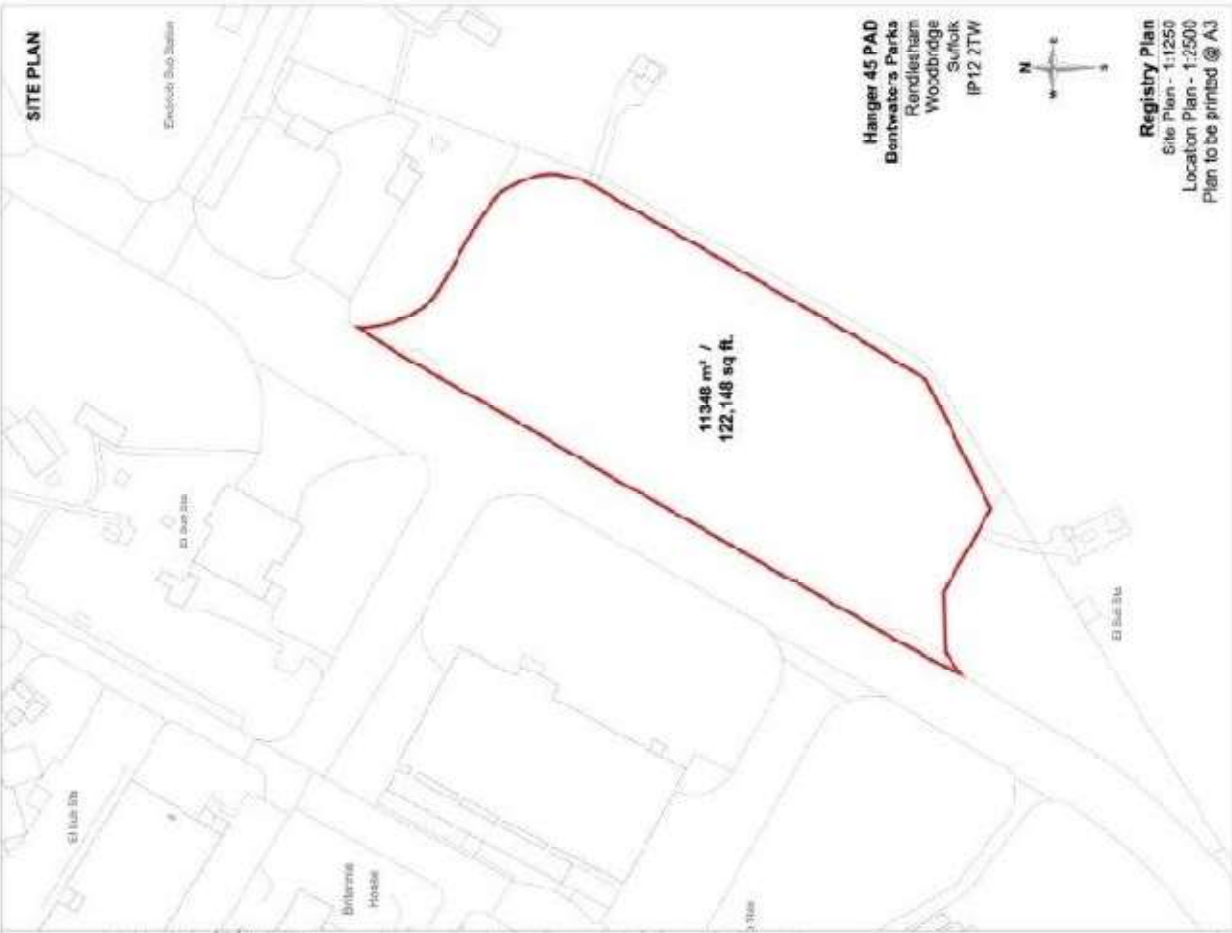 SITE PLAN
Electricity Sub Station
El Sub Sta
El Sub Sta
Britannia
House
El Sub Sta
11348 m² /
122,148 sq ft.
Hanger 45 PAD
Bentwaters Parks
Rendlesham
Woodbridge
Suffolk
IP12 2TW
N
W
E
S
Registry Plan
Site Plan - 1:1250
Location Plan - 1:2500
Plan to be printed @ A3